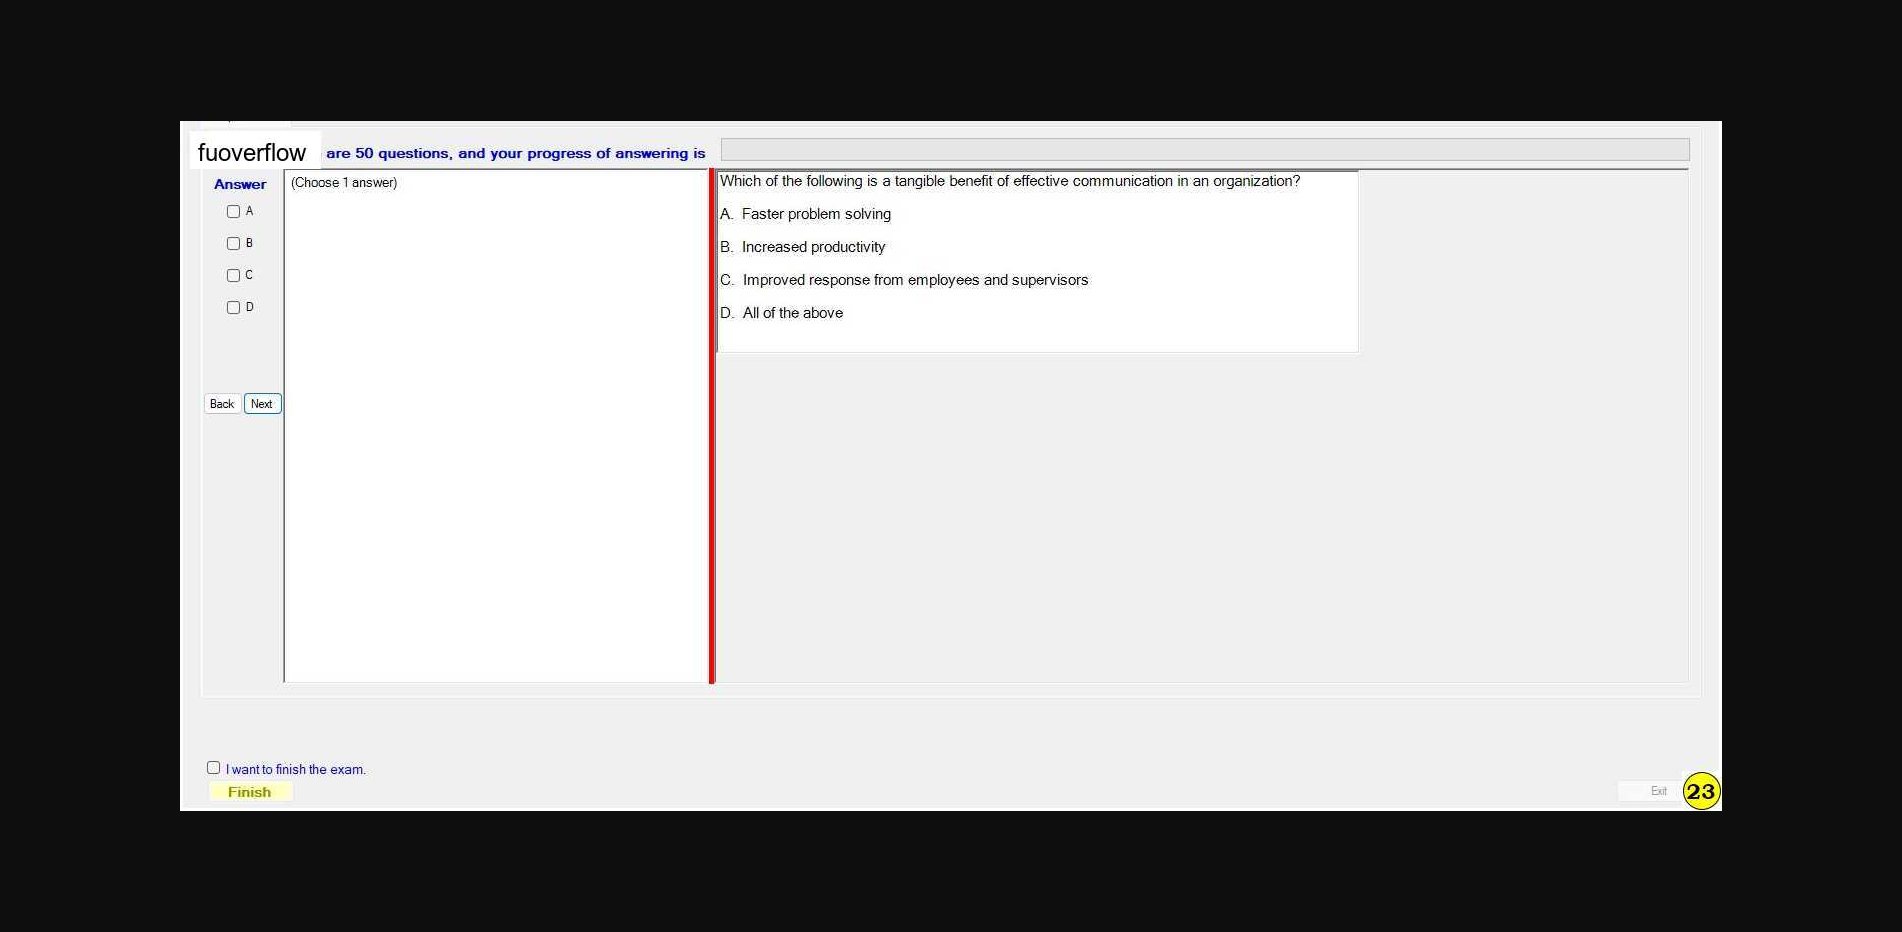 fuoverflow are 50 questions, and your progress of answering is
Answer
A
B
C
D
Back Next
(Choose 1 answer)
Which of the following is a tangible benefit of effective communication in an organization?
A. Faster problem solving
B. Increased productivity
C. Improved response from employees and supervisors
D. All of the above
I want to finish the exam.
Finish
Exit
23